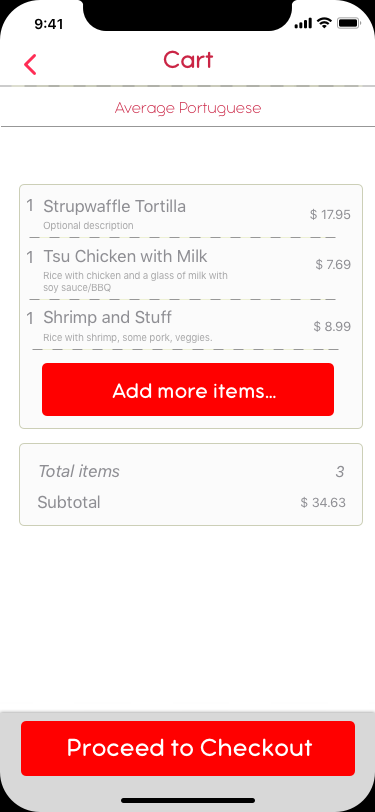 9:41
Cart
Average Portuguese
1 Strupwaffle Tortilla $ 17.95
Optional description
1 Tsu Chicken with Milk $ 7.69
Rice with chicken and a glass of milk with
soy sauce/BBQ
1 Shrimp and Stuff $ 8.99
Rice with shrimp, some pork, veggies.
Add more items...
Total items 3
Subtotal $ 34.63
Proceed to Checkout